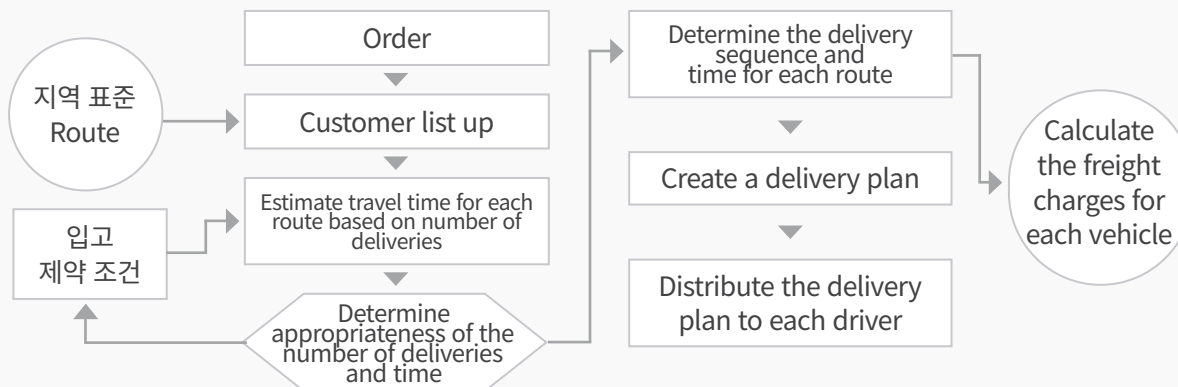 Order
지역 표준
Route
Customer list up
Estimate travel time for each
route based on number of
deliveries
입고
제약 조건
Determine
appropriateness of the
number of deliveries
and time
Determine the delivery
sequence and
time for each route
Create a delivery plan
Distribute the delivery
plan to each driver
Calculate
the freight
charges for
each vehicle